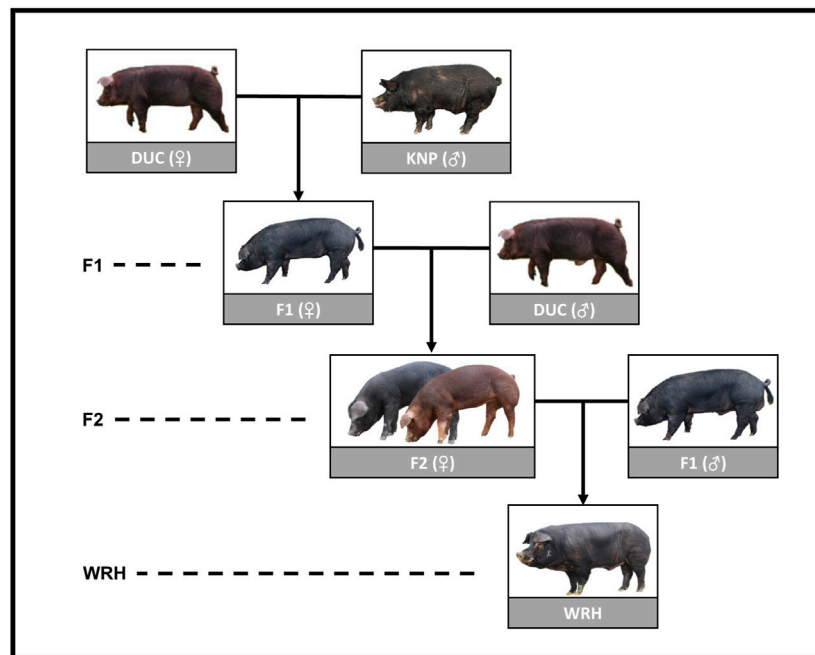 DUC (♀)
KNP (♂)
F1
F1 (♀)
DUC (♂)
F2
F2 (♀)
F1 (♂)
WRH
WRH